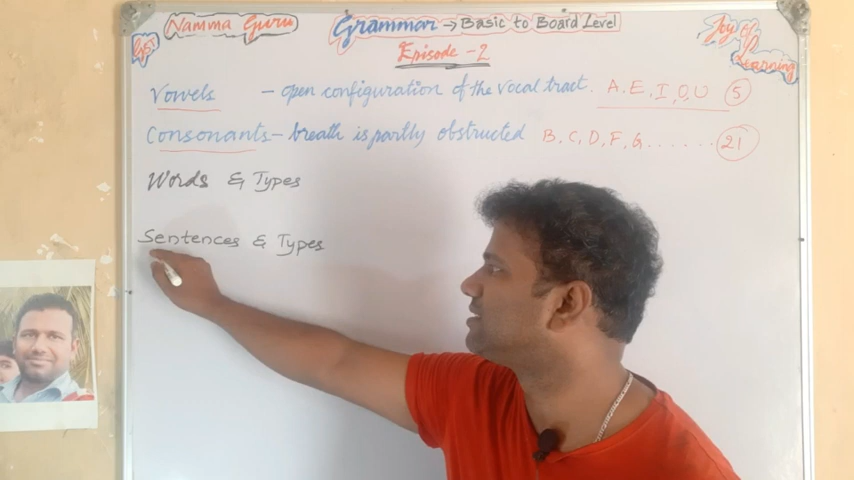 Namma Guru
Grammar → Basic to Board Level
Joy of Learning
Episode - 2
Vowels - open configuration of the vocal tract. A, E, I, O, U 5
Consonants - breath is partly obstructed B, C, D, F, G....... 21
Words & Types
Sentences & Types